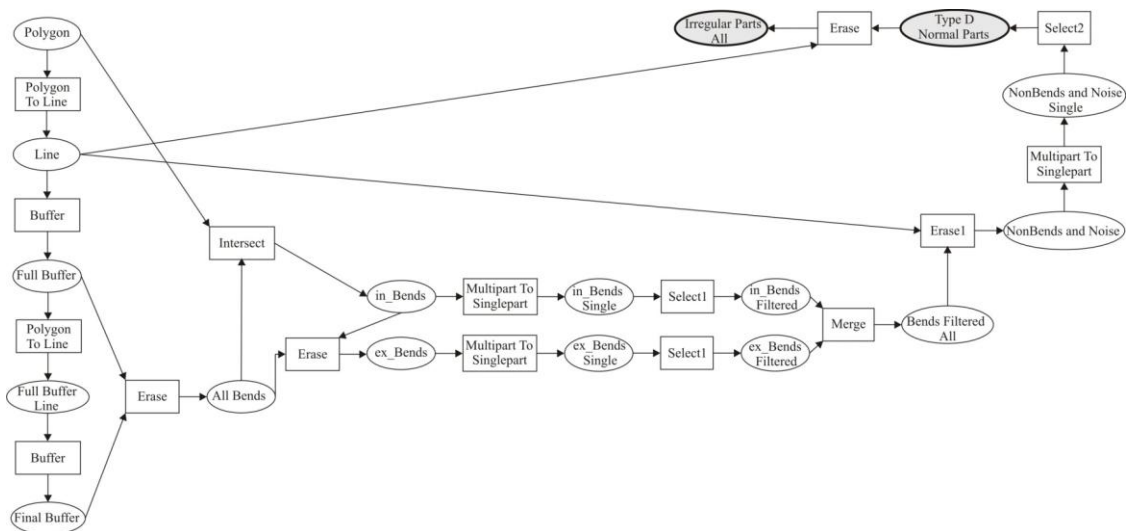 Polygon
Polygon
To Line
Line
Buffer
Full Buffer
Polygon
To Line
Full Buffer
Line
Buffer
Final Buffer
Erase
All Bends
Intersect
Erase
in_Bends
ex_Bends
Multipart To
Singlepart
Multipart To
Singlepart
in_Bends
Single
ex_Bends
Single
Select1
Select1
in_Bends
Filtered
ex_Bends
Filtered
Merge
Bends Filtered
All
Erase1
NonBends and Noise
Multipart To
Singlepart
NonBends and Noise
Single
Select2
Type D
Normal Parts
Erase
Irregular Parts
All